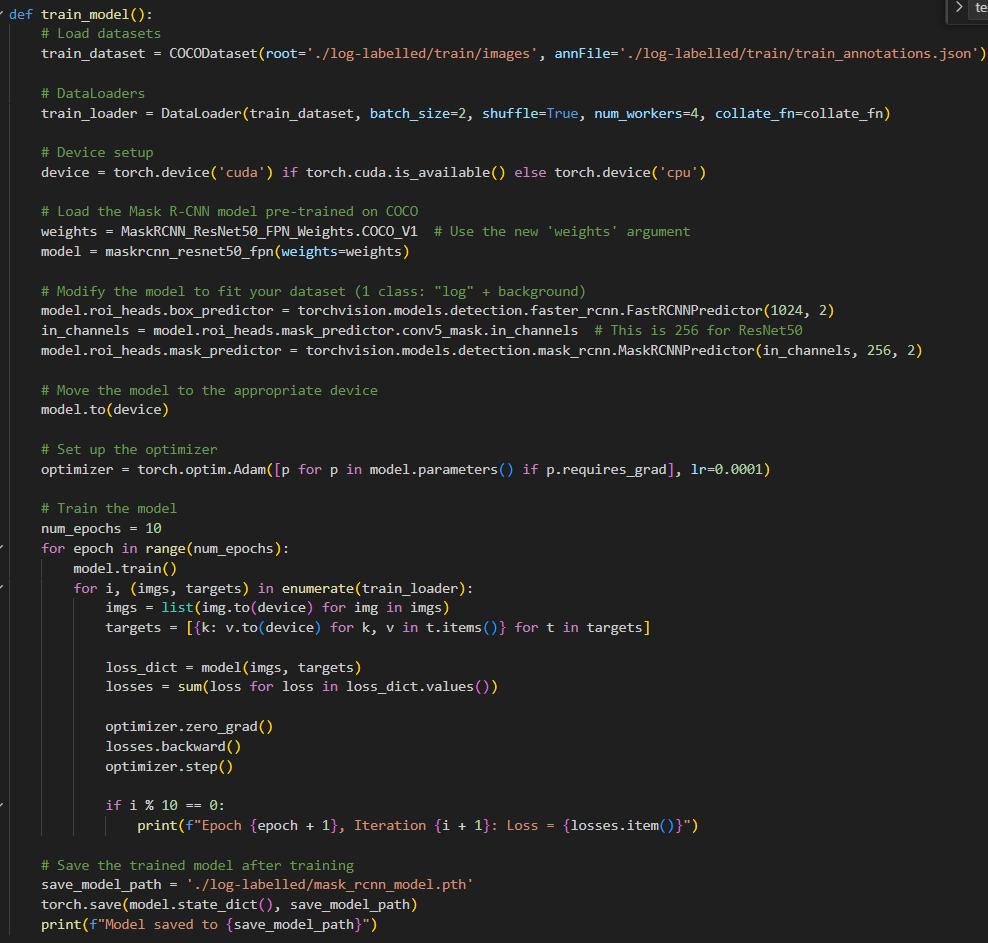 te
def train_model():
    # Load datasets
    train_dataset = COCODataset(root='./log-labelled/train/images', annFile='./log-labelled/train/train_annotations.json')

    # DataLoaders
    train_loader = DataLoader(train_dataset, batch_size=2, shuffle=True, num_workers=4, collate_fn=collate_fn)

    # Device setup
    device = torch.device('cuda') if torch.cuda.is_available() else torch.device('cpu')

    # Load the Mask R-CNN model pre-trained on COCO
    weights = MaskRCNN_ResNet50_FPN_Weights.COCO_V1  # Use the new 'weights' argument
    model = maskrcnn_resnet50_fpn(weights=weights)

    # Modify the model to fit your dataset (1 class: "log" + background)
    model.roi_heads.box_predictor = torchvision.models.detection.faster_rcnn.FastRCNNPredictor(1024, 2)
    in_channels = model.roi_heads.mask_predictor.conv5_mask.in_channels  # This is 256 for ResNet50
    model.roi_heads.mask_predictor = torchvision.models.detection.mask_rcnn.MaskRCNNPredictor(in_channels, 256, 2)

    # Move the model to the appropriate device
    model.to(device)

    # Set up the optimizer
    optimizer = torch.optim.Adam([p for p in model.parameters() if p.requires_grad], lr=0.0001)

    # Train the model
    num_epochs = 10
    for epoch in range(num_epochs):
        model.train()
        for i, (imgs, targets) in enumerate(train_loader):
            imgs = list(img.to(device) for img in imgs)
            targets = [{k: v.to(device) for k, v in t.items()} for t in targets]

            loss_dict = model(imgs, targets)
            losses = sum(loss for loss in loss_dict.values())

            optimizer.zero_grad()
            losses.backward()
            optimizer.step()

            if i % 10 == 0:
                print(f"Epoch {epoch + 1}, Iteration {i + 1}: Loss = {losses.item()}")

    # Save the trained model after training
    save_model_path = './log-labelled/mask_rcnn_model.pth'
    torch.save(model.state_dict(), save_model_path)
    print(f"Model saved to {save_model_path}")